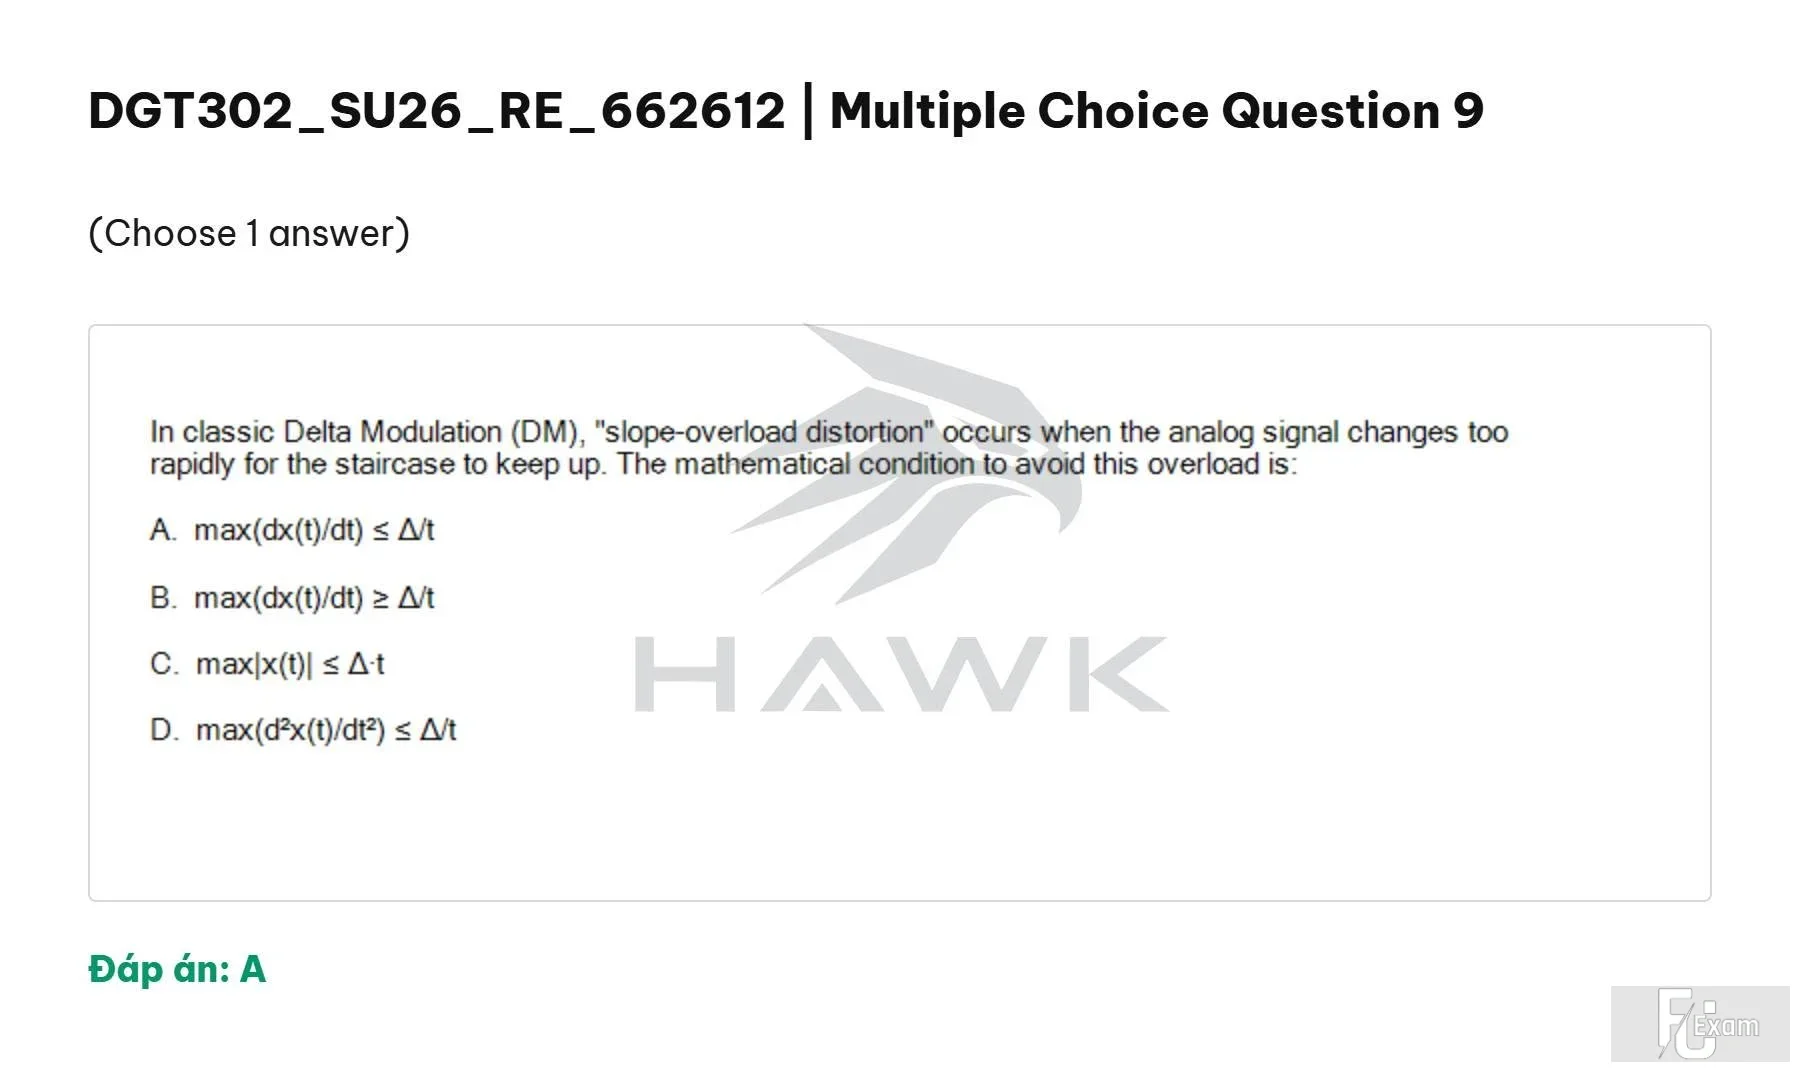 DGT302_SU26_RE_662612 | Multiple Choice Question 9
(Choose 1 answer)
In classic Delta Modulation (DM), "slope-overload distortion" occurs when the analog signal changes too
rapidly for the staircase to keep up. The mathematical condition to avoid this overload is:
A. max(dx(t)/dt) ≤ Δ/t
B. max(dx(t)/dt) ≥ Δ/t
C. max|x(t)| ≤ Δ·t
D. max(d²x(t)/dt²) ≤ Δ/t
HAWK
Đáp án: A
FU Exam